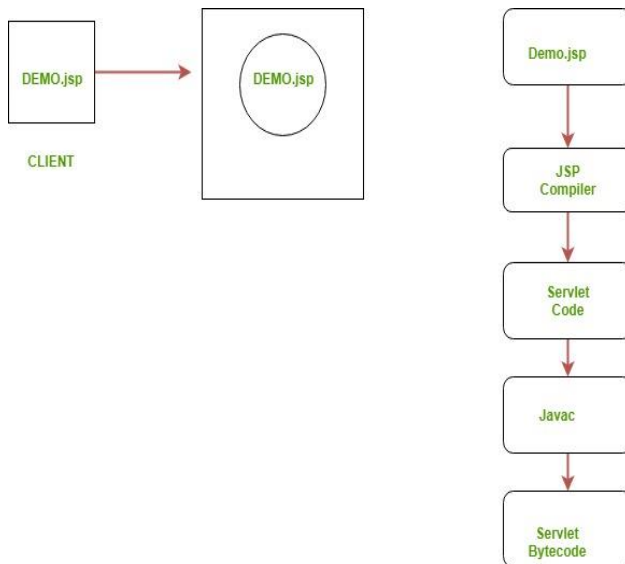 DEMO.jsp
DEMO.jsp
CLIENT
Demo.jsp
JSP
Compiler
Servlet
Code
Javac
Servlet
Bytecode